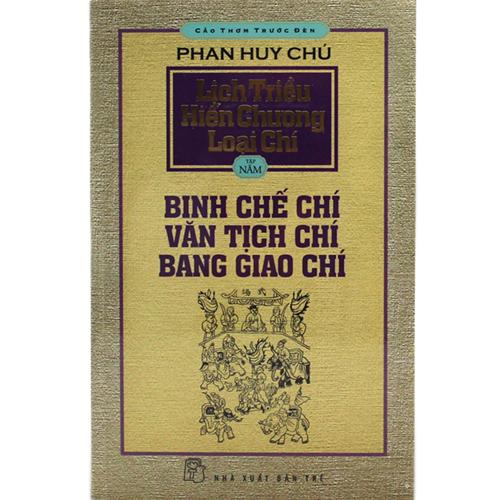 CẢO THƠM TRƯỚC ĐÈN
PHAN HUY CHÚ
Lịch Triều
Hiến Chương
Loại Chí
TẬP
NĂM
BINH CHẾ CHÍ
VĂN TỊCH CHÍ
BANG GIAO CHÍ
NHÀ XUẤT BẢN TRẺ